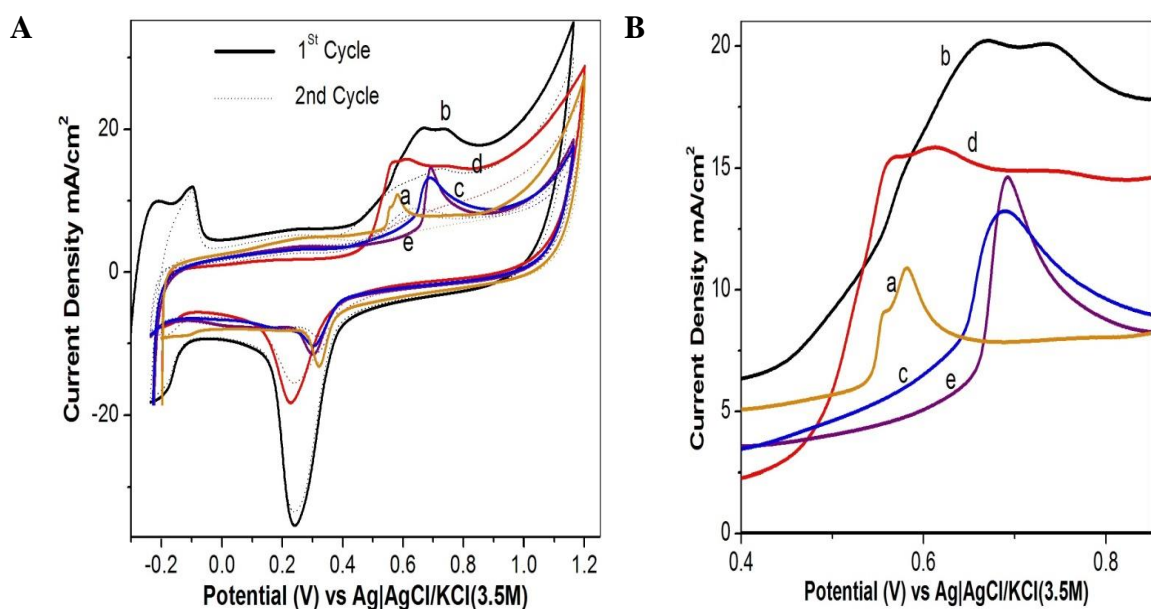 A
1St Cycle
2nd Cycle
b
d
a
c
e
20
0
-20
Current Density mA/cm2
-0.2 0.0 0.2 0.4 0.6 0.8 1.0 1.2
Potential (V) vs Ag|AgCl/KCl(3.5M)
B
b
d
a
c
e
20
15
10
5
0
Current Density mA/cm2
0.4 0.6 0.8
Potential (V) vs Ag|AgCl/KCl(3.5M)